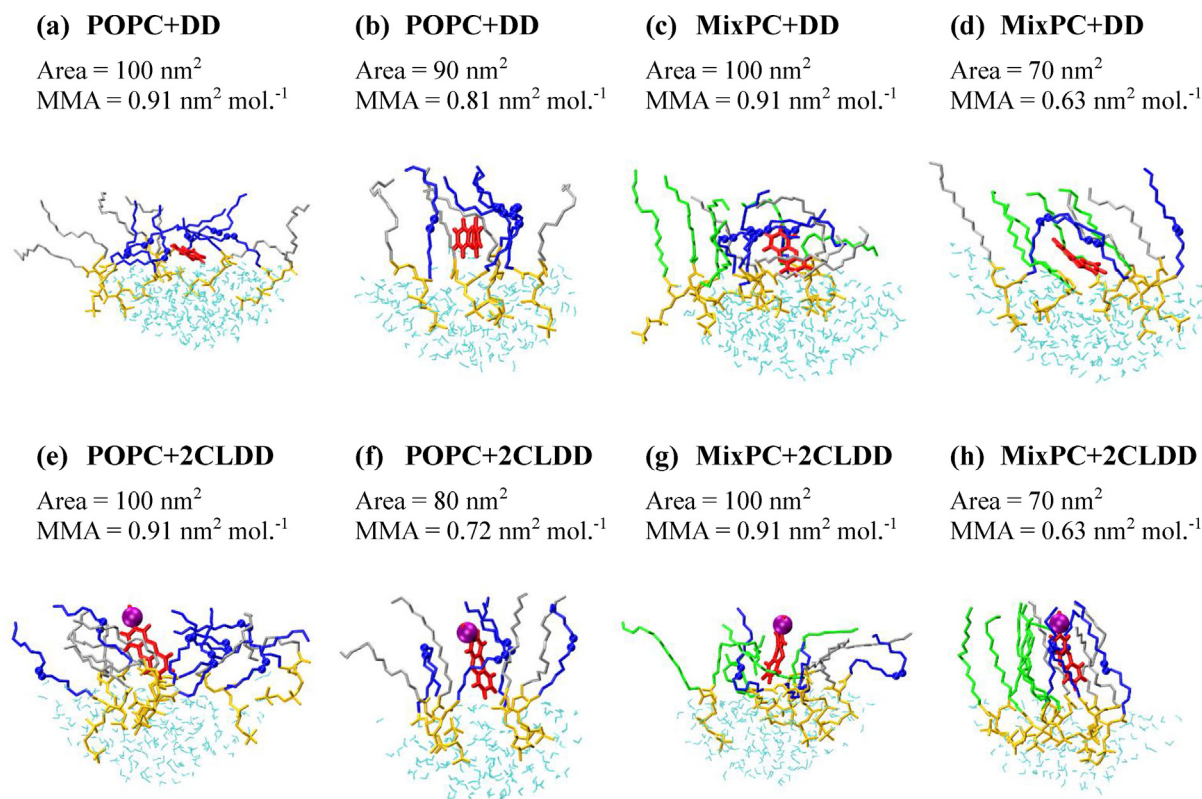 (a) POPC+DD
Area = 100 nm²
MMA = 0.91 nm² mol.⁻¹
(b) POPC+DD
Area = 90 nm²
MMA = 0.81 nm² mol.⁻¹
(c) MixPC+DD
Area = 100 nm²
MMA = 0.91 nm² mol.⁻¹
(d) MixPC+DD
Area = 70 nm²
MMA = 0.63 nm² mol.⁻¹
(e) POPC+2CLDD
Area = 100 nm²
MMA = 0.91 nm² mol.⁻¹
(f) POPC+2CLDD
Area = 80 nm²
MMA = 0.72 nm² mol.⁻¹
(g) MixPC+2CLDD
Area = 100 nm²
MMA = 0.91 nm² mol.⁻¹
(h) MixPC+2CLDD
Area = 70 nm²
MMA = 0.63 nm² mol.⁻¹